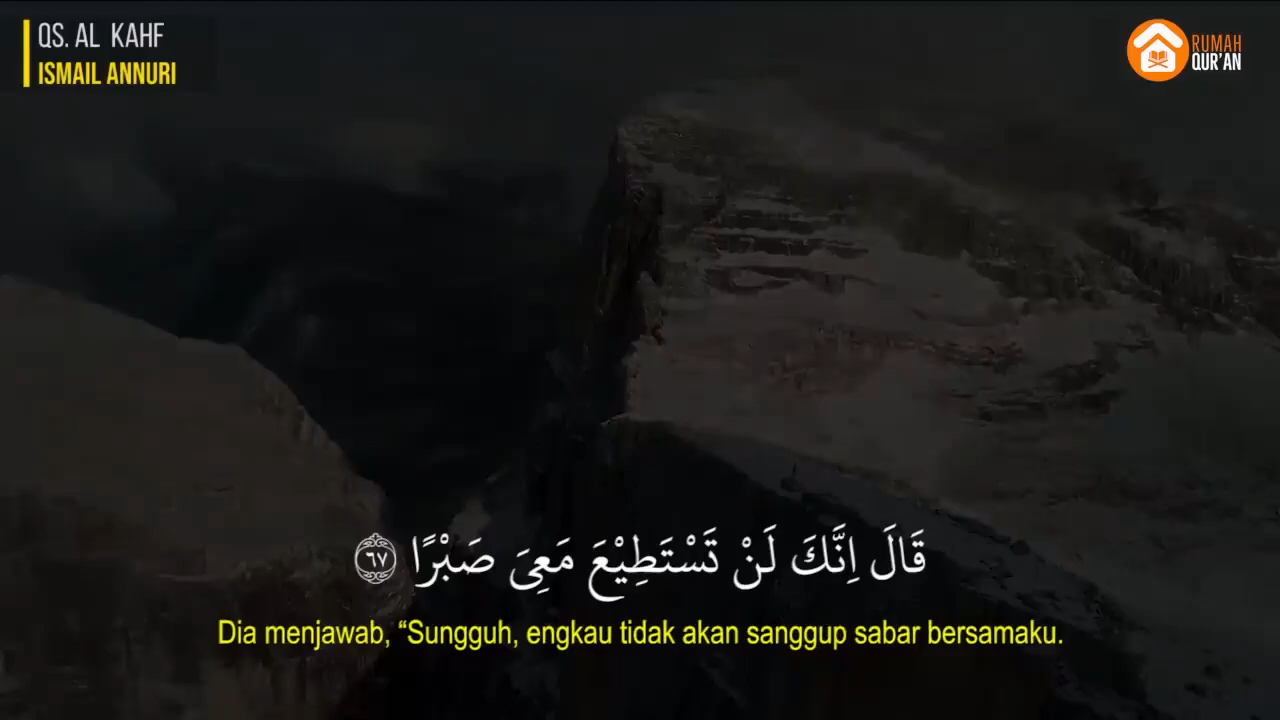 QS. AL KAHF
ISMAIL ANNURI
RUMAH
QUR'AN
قَالَ اِنَّكَ لَنْ تَسْتَطِيْعَ مَعِىَ صَبْرًا ٦٧
Dia menjawab, “Sungguh, engkau tidak akan sanggup sabar bersamaku.